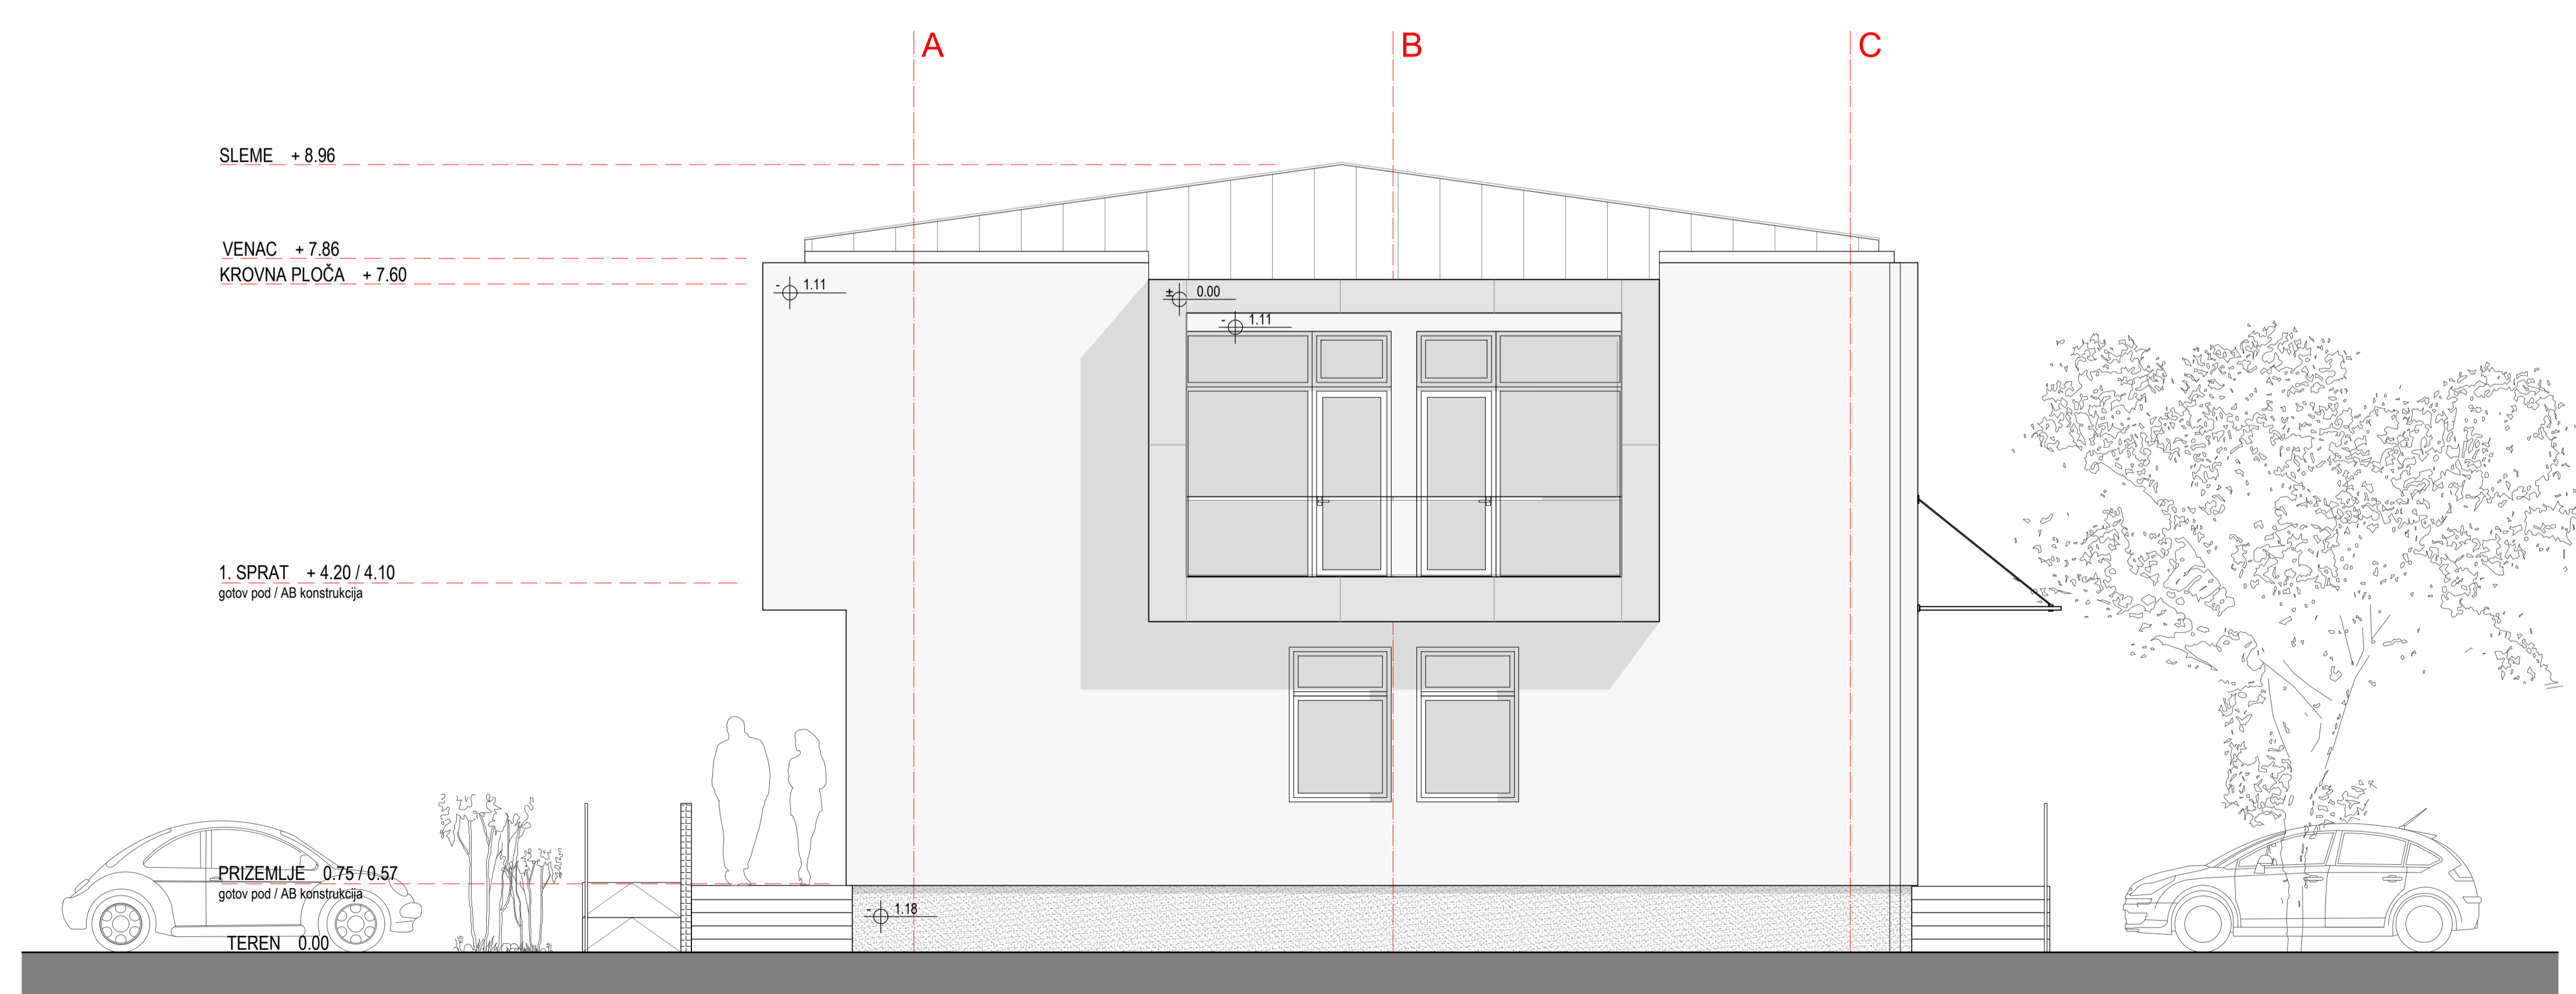 A
B
C
SLEME + 8.96
VENAC + 7.86
KROVNA PLOČA + 7.60
- 1.11
± 0.00
- 1.11
1. SPRAT + 4.20 / 4.10
gotov pod / AB konstrukcija
PRIZEMLJE 0.75 / 0.57
gotov pod / AB konstrukcija
- 1.18
TEREN 0.00